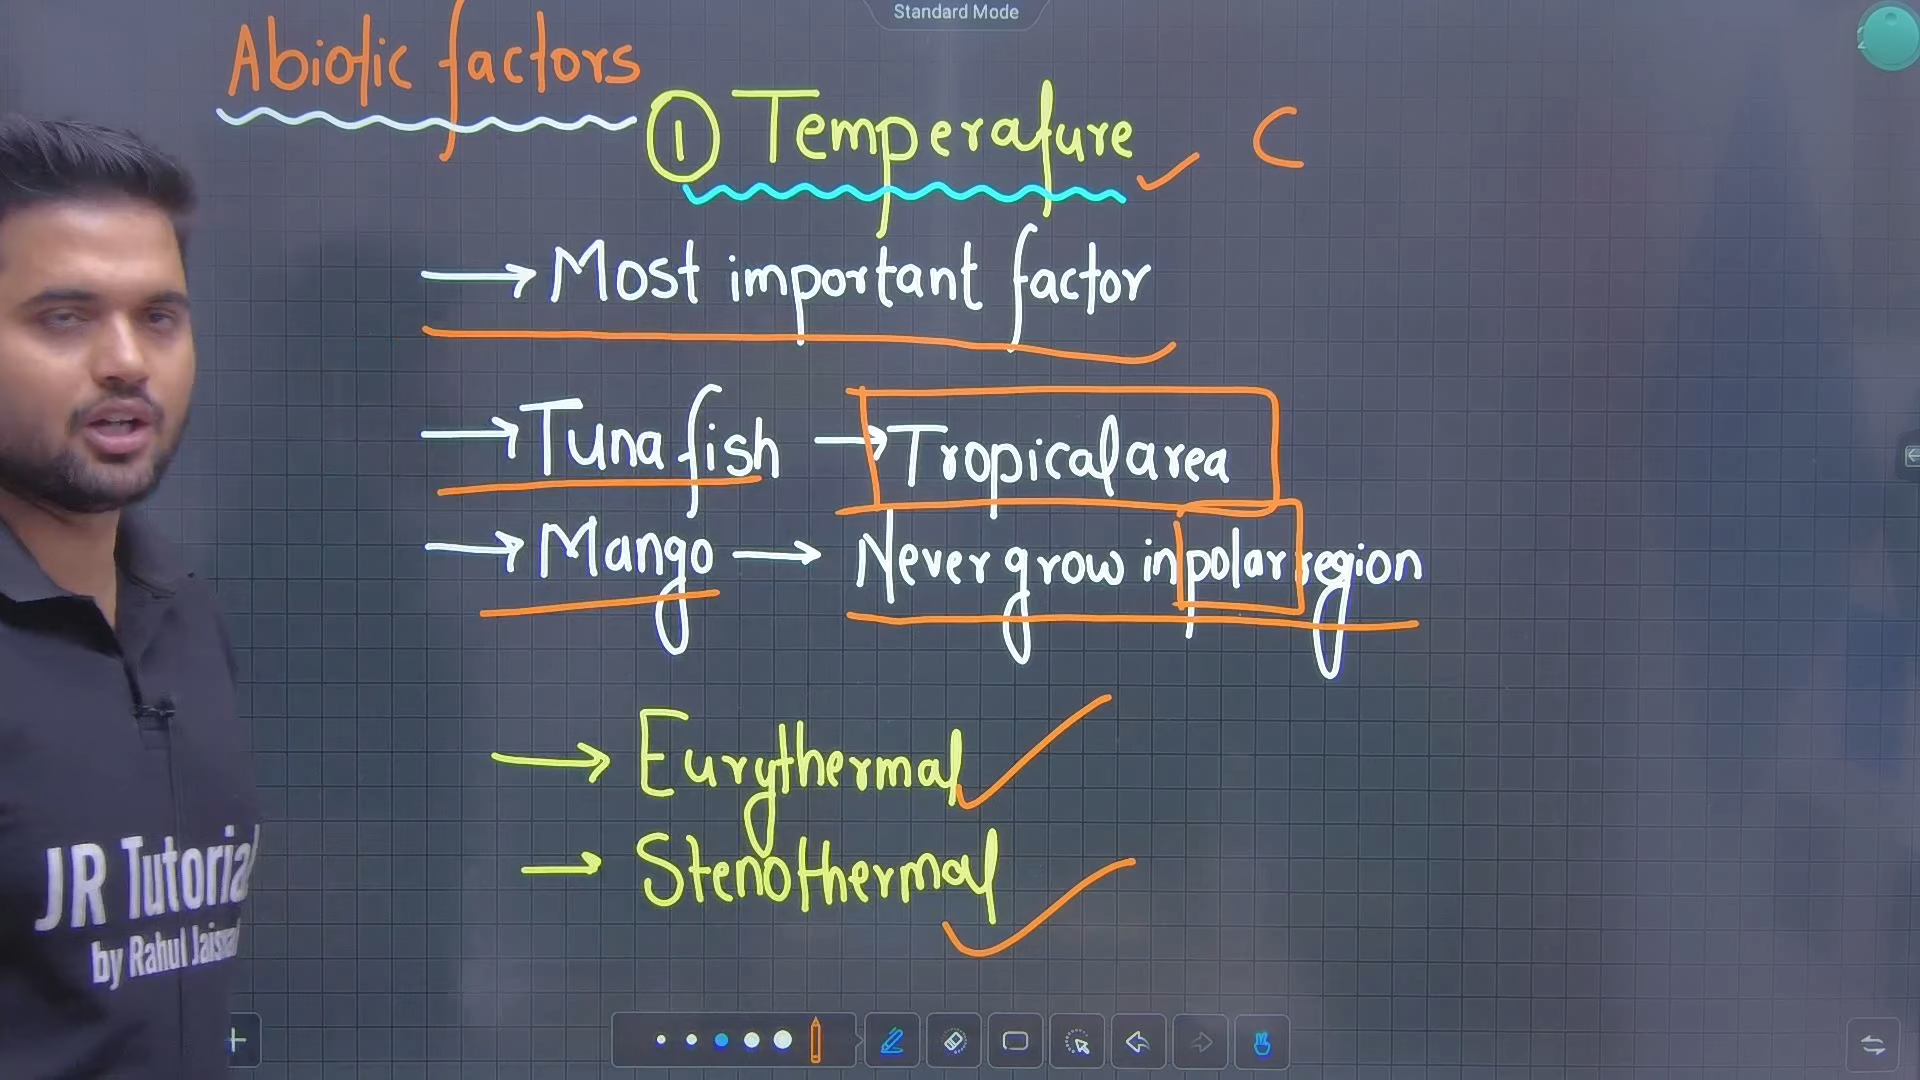 Standard Mode
Abiotic factors
① Temperature C
→ Most important factor
→ Tuna fish → Tropical area
→ Mango → Never grow in polar region
→ Eurythermal
→ Stenothermal
JR Tutorial
by Rahul